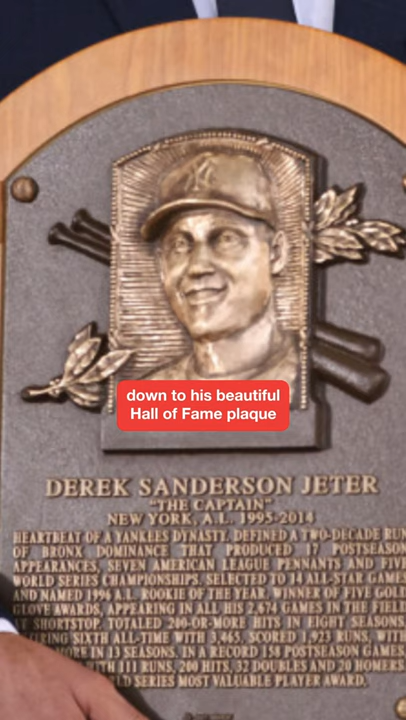 down to his beautiful
Hall of Fame plaque
DEREK SANDERSON JETER
"THE CAPTAIN"
NEW YORK, A.L. 1995-2014
HEARTBEAT OF A YANKEES DYNASTY. DEFINED A TWO-DECADE RUN
OF BRONX DOMINANCE THAT PRODUCED 17 POSTSEASON
APPEARANCES, SEVEN AMERICAN LEAGUE PENNANTS AND FIVE
WORLD SERIES CHAMPIONSHIPS. SELECTED TO 14 ALL-STAR GAMES
AND NAMED 1996 A.L. ROOKIE OF THE YEAR. WINNER OF FIVE GOLD
GLOVE AWARDS, APPEARING IN ALL HIS 2,674 GAMES IN THE FIELD
AT SHORTSTOP. TOTALED 200-OR-MORE HITS IN EIGHT SEASONS,
SIXTH ALL-TIME WITH 3,465. SCORED 1,923 RUNS, WITH
MORE IN 13 SEASONS. IN A RECORD 158 POSTSEASON GAMES,
WITH 111 RUNS, 200 HITS, 32 DOUBLES AND 20 HOMERS.
SERIES MOST VALUABLE PLAYER AWARD.